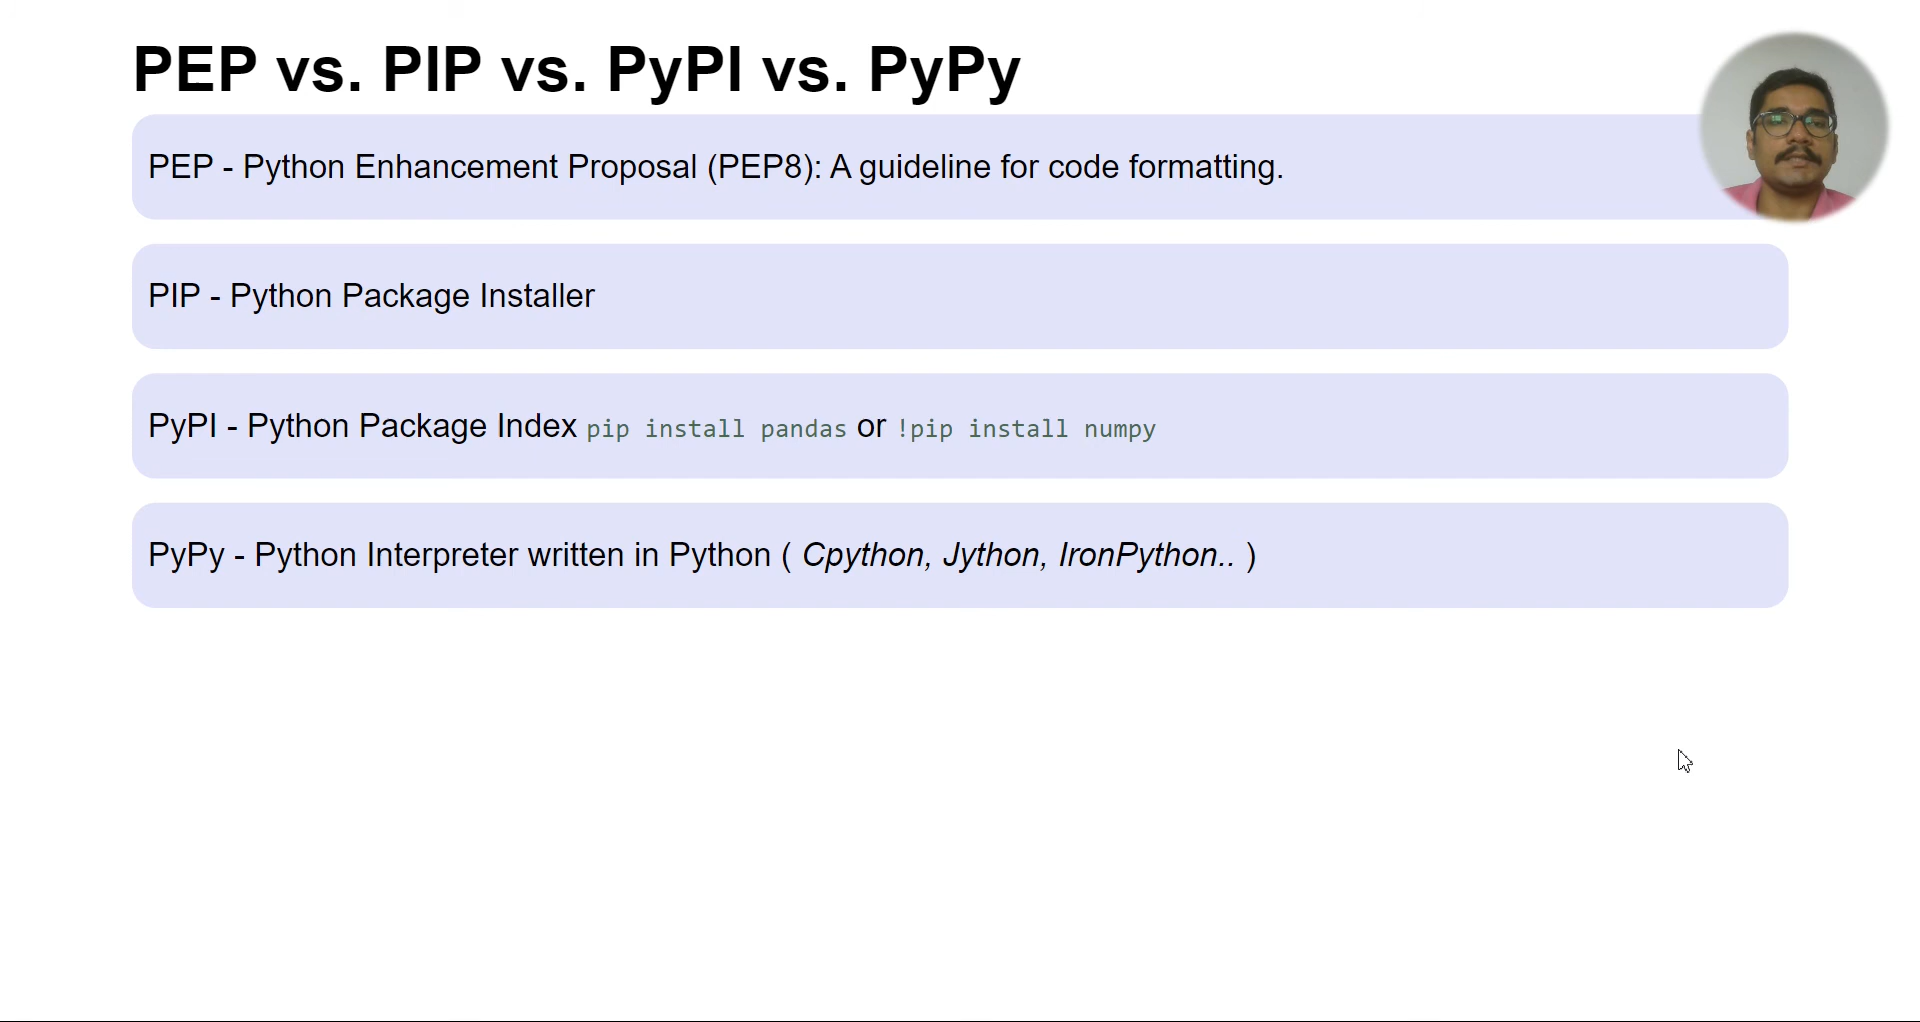 PEP vs. PIP vs. PyPI vs. PyPy
PEP - Python Enhancement Proposal (PEP8): A guideline for code formatting.
PIP - Python Package Installer
PyPI - Python Package Index pip install pandas or !pip install numpy
PyPy - Python Interpreter written in Python ( Cpython, Jython, IronPython.. )